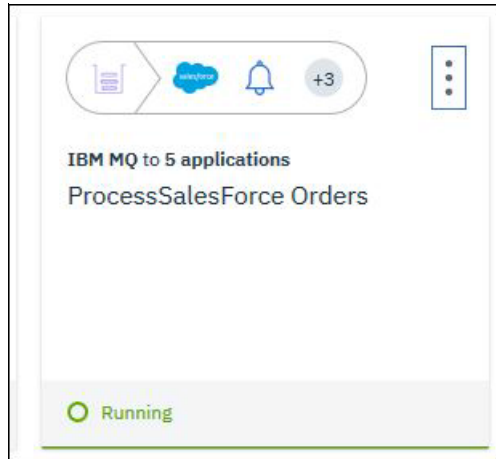 salesforce
+3
IBM MQ to 5 applications
ProcessSalesForce Orders
Running